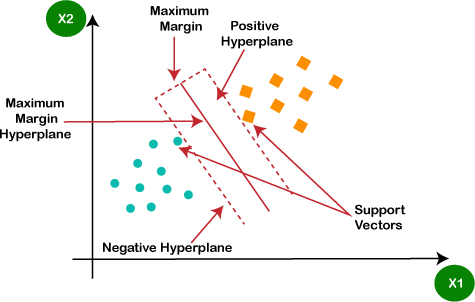 X2
Maximum
Margin
Positive
Hyperplane
Maximum
Margin
Hyperplane
Support
Vectors
Negative Hyperplane
X1